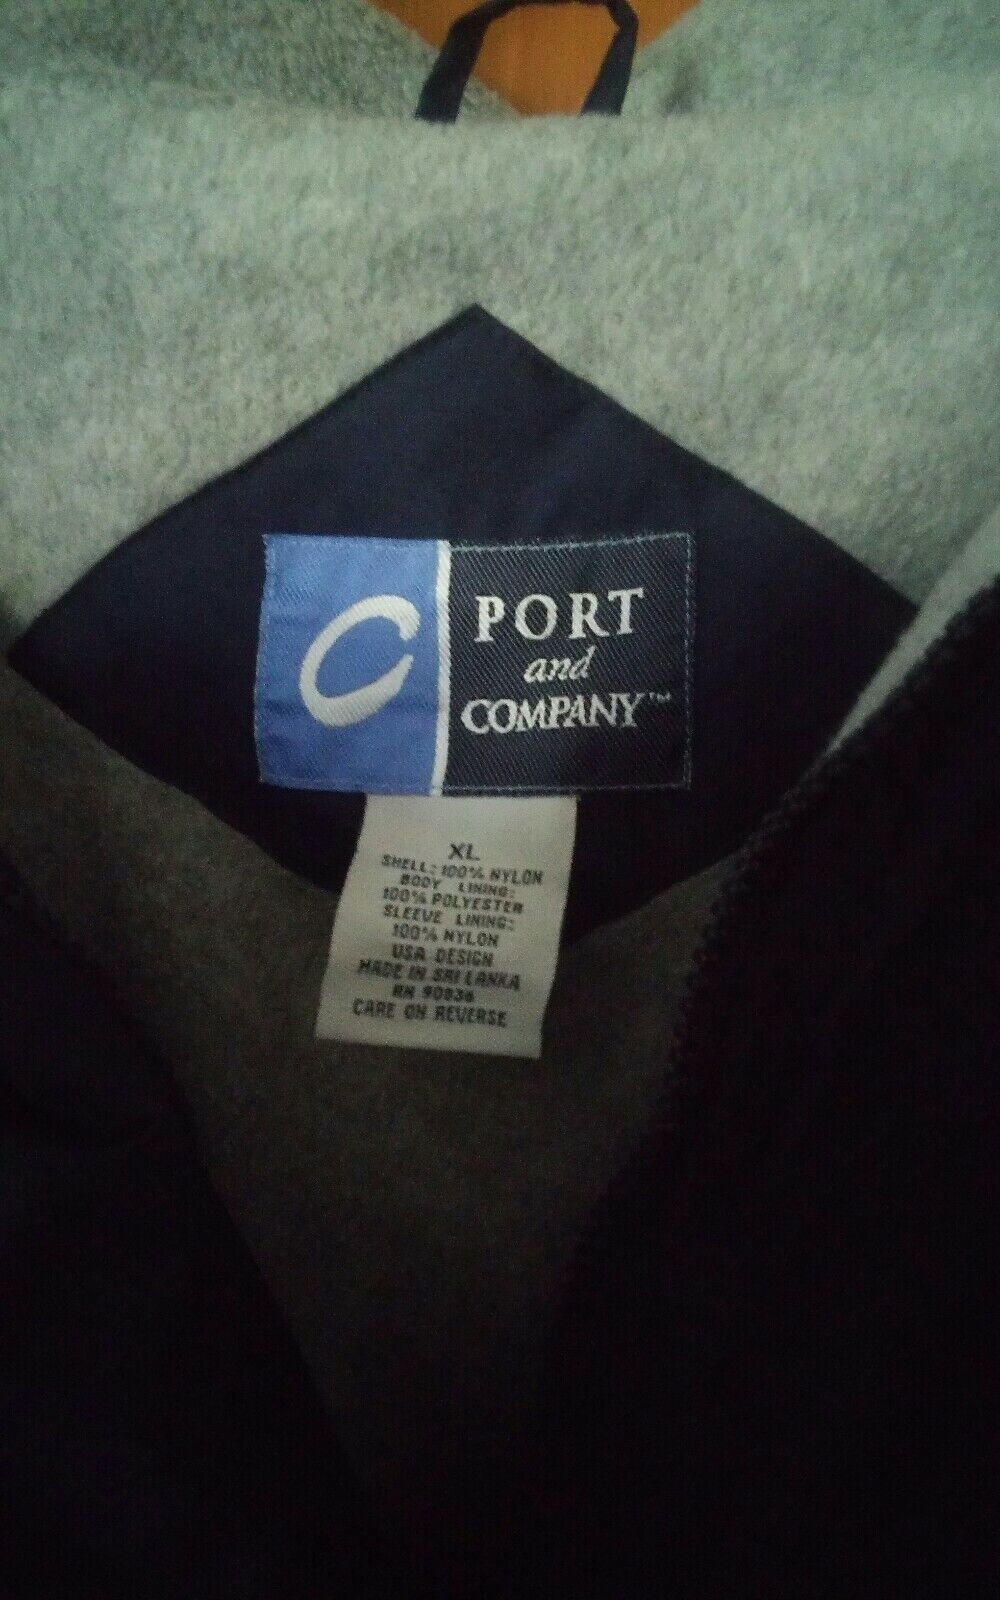 C
PORT
and
COMPANY™
XL
SHELL: 100% NYLON
BODY LINING:
100% POLYESTER
SLEEVE LINING:
100% NYLON
USA DESIGN
MADE IN SRI LANKA
RN 90836
CARE ON REVERSE